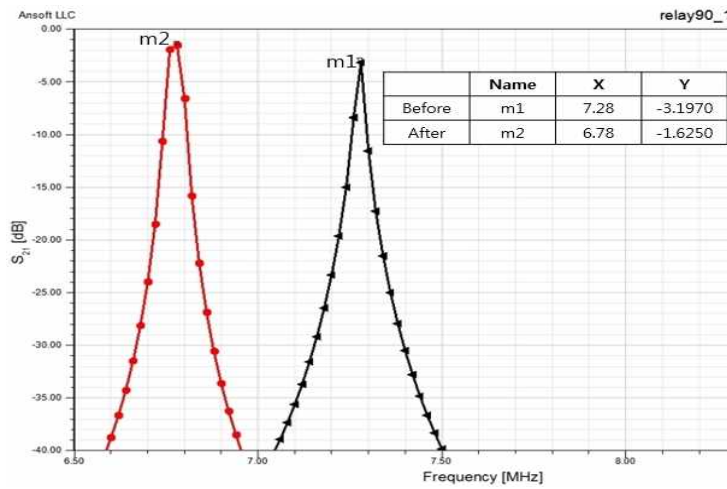 Ansoft LLC
relay90_1
0.00
-5.00
-10.00
-15.00
-20.00
-25.00
-30.00
-35.00
-40.00
S21 [dB]
m2
m1
Name X Y
Before m1 7.28 -3.1970
After m2 6.78 -1.6250
6.50 7.00 7.50 8.00
Frequency [MHz]